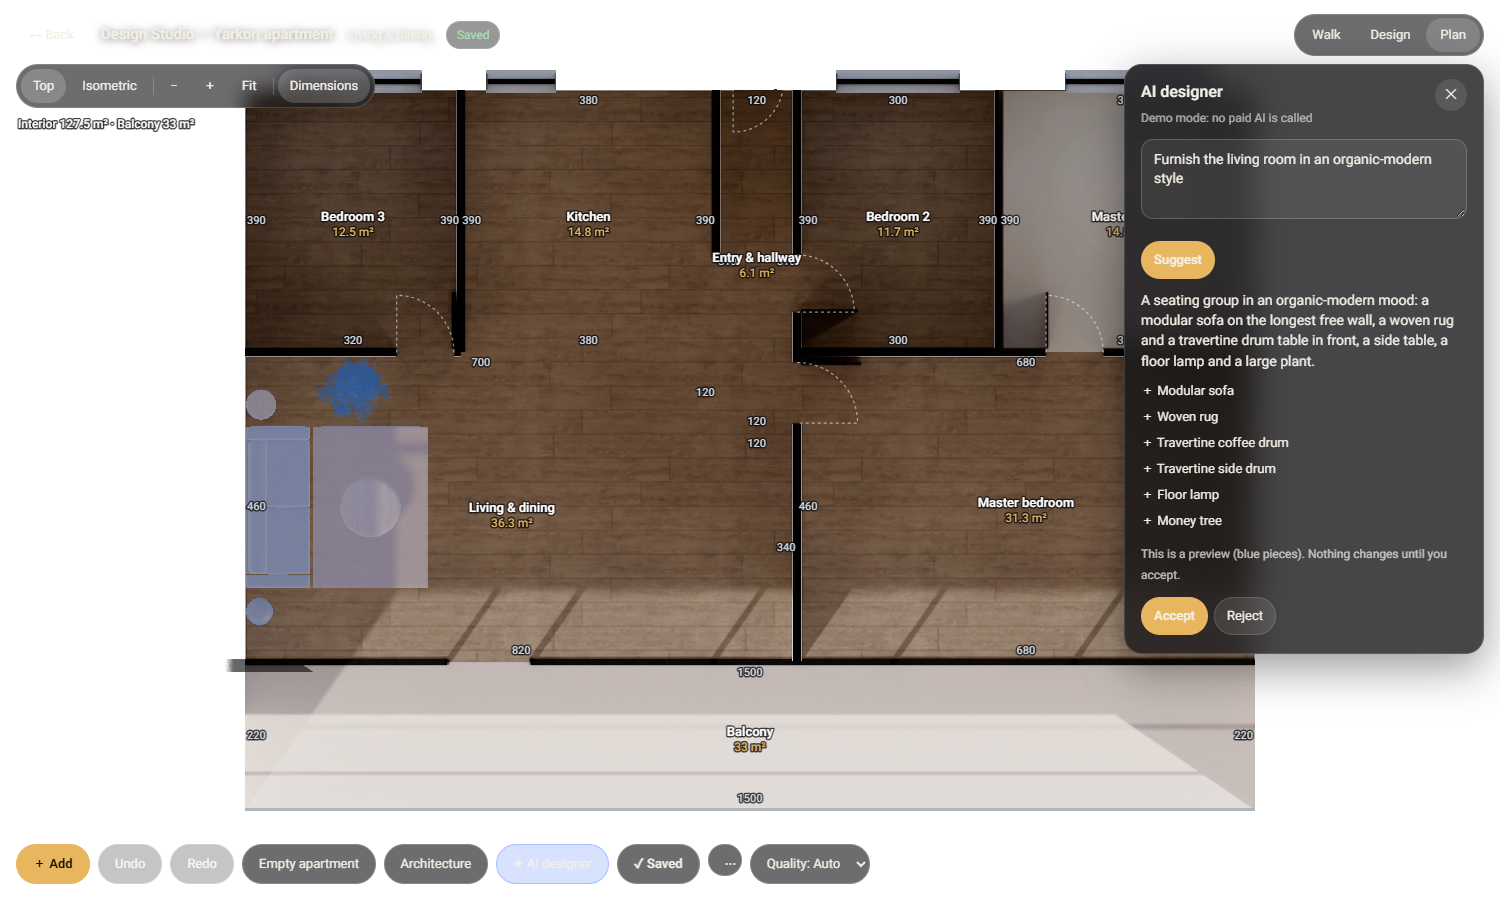 ← Back Design Studio — Yarkon apartment Living & dining Saved
Walk Design Plan
Top Isometric − + Fit Dimensions
Interior 127.5 m² · Balcony 33 m²
380 120 300
390 Bedroom 3 390 390 Kitchen 390 390 Bedroom 2 390 390
12.5 m² 14.8 m² 11.7 m²
Entry & hallway
6.1 m²
320 380 300
700 680
120
120
120
460 Living & dining 460 Master bedroom
36.3 m² 31.3 m²
340
820 680
1500
220 Balcony 220
33 m²
1500
AI designer
Demo mode: no paid AI is called
Furnish the living room in an organic-modern
style
Suggest
A seating group in an organic-modern mood: a
modular sofa on the longest free wall, a woven rug
and a travertine drum table in front, a side table, a
floor lamp and a large plant.
+ Modular sofa
+ Woven rug
+ Travertine coffee drum
+ Travertine side drum
+ Floor lamp
+ Money tree
This is a preview (blue pieces). Nothing changes until you
accept.
Accept Reject
+ Add Undo Redo Empty apartment Architecture AI designer ✓ Saved ... Quality: Auto